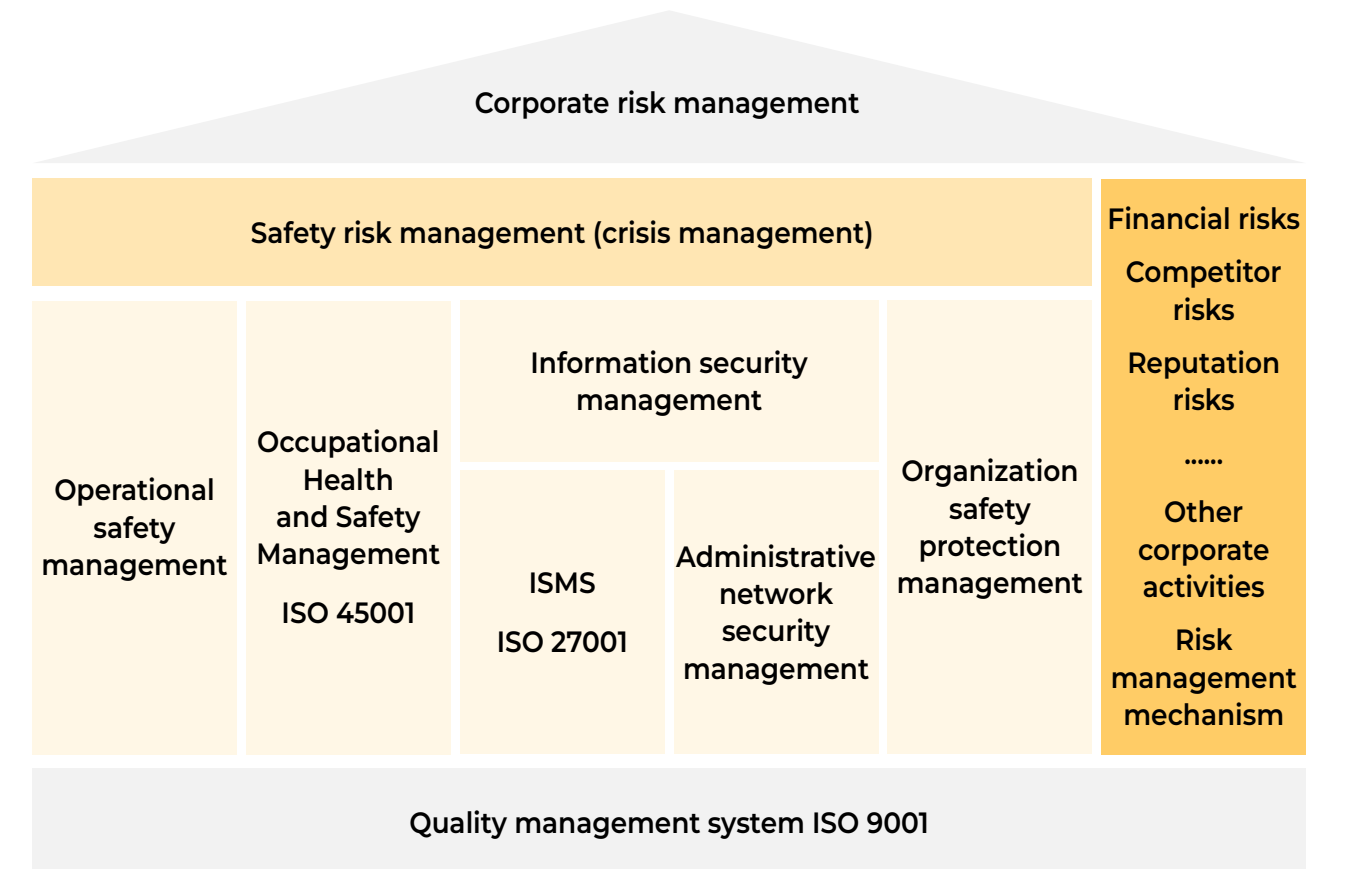 Corporate risk management
Safety risk management (crisis management)
Operational
safety
management
Occupational
Health
and Safety
Management
ISO 45001
Information security
management
ISMS
ISO 27001
Administrative
network
security
management
Organization
safety
protection
management
Financial risks
Competitor
risks
Reputation
risks
......
Other
corporate
activities
Risk
management
mechanism
Quality management system ISO 9001